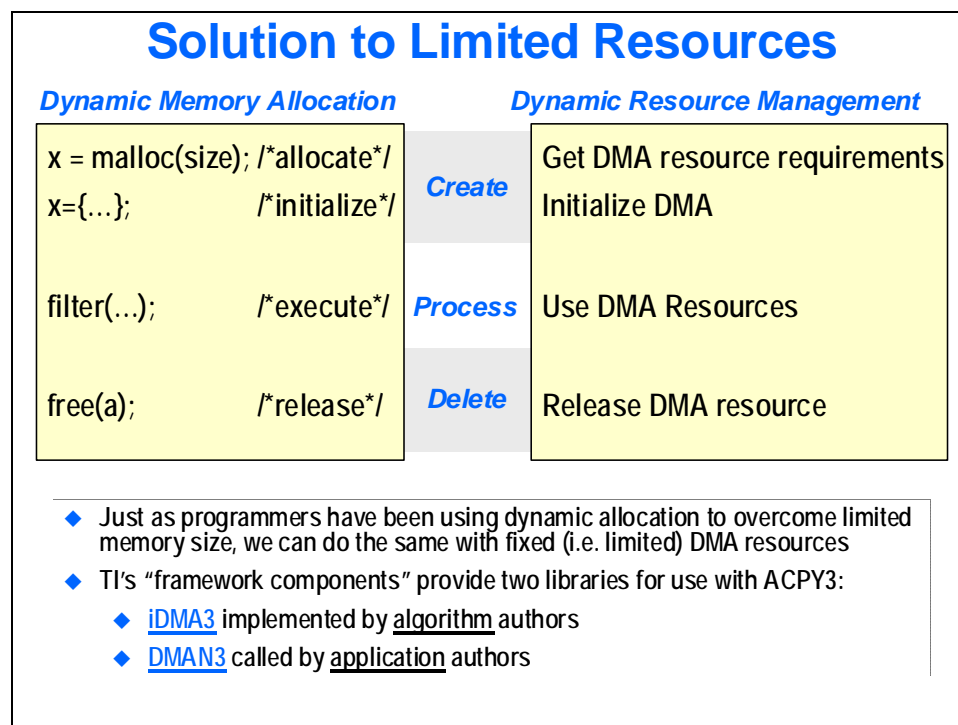 Solution to Limited Resources
Dynamic Memory Allocation
Dynamic Resource Management
x = malloc(size); /*allocate*/
Create
Get DMA resource requirements
x={…}; /*initialize*/
Initialize DMA
filter(…); /*execute*/
Process
Use DMA Resources
free(a); /*release*/
Delete
Release DMA resource
◆ Just as programmers have been using dynamic allocation to overcome limited
memory size, we can do the same with fixed (i.e. limited) DMA resources
◆ TI's “framework components” provide two libraries for use with ACPY3:
◆ iDMA3 implemented by algorithm authors
◆ DMAN3 called by application authors